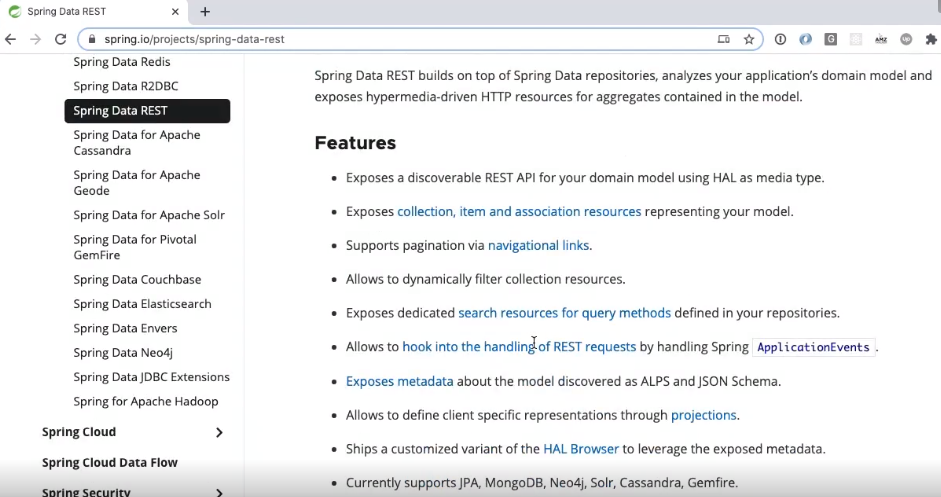 Spring Data REST
spring.io/projects/spring-data-rest
Spring Data Redis
Spring Data R2DBC
Spring Data REST
Spring Data for Apache
Cassandra
Spring Data for Apache
Geode
Spring Data for Apache Solr
Spring Data for Pivotal
GemFire
Spring Data Couchbase
Spring Data Elasticsearch
Spring Data Envers
Spring Data Neo4j
Spring Data JDBC Extensions
Spring for Apache Hadoop
Spring Cloud
Spring Cloud Data Flow
Spring Security
Spring Data REST builds on top of Spring Data repositories, analyzes your application's domain model and
exposes hypermedia-driven HTTP resources for aggregates contained in the model.
Features
• Exposes a discoverable REST API for your domain model using HAL as media type.
• Exposes collection, item and association resources representing your model.
• Supports pagination via navigational links.
• Allows to dynamically filter collection resources.
• Exposes dedicated search resources for query methods defined in your repositories.
• Allows to hook into the handling of REST requests by handling Spring ApplicationEvents.
• Exposes metadata about the model discovered as ALPS and JSON Schema.
• Allows to define client specific representations through projections.
• Ships a customized variant of the HAL Browser to leverage the exposed metadata.
• Currently supports JPA, MongoDB, Neo4j, Solr, Cassandra, Gemfire.